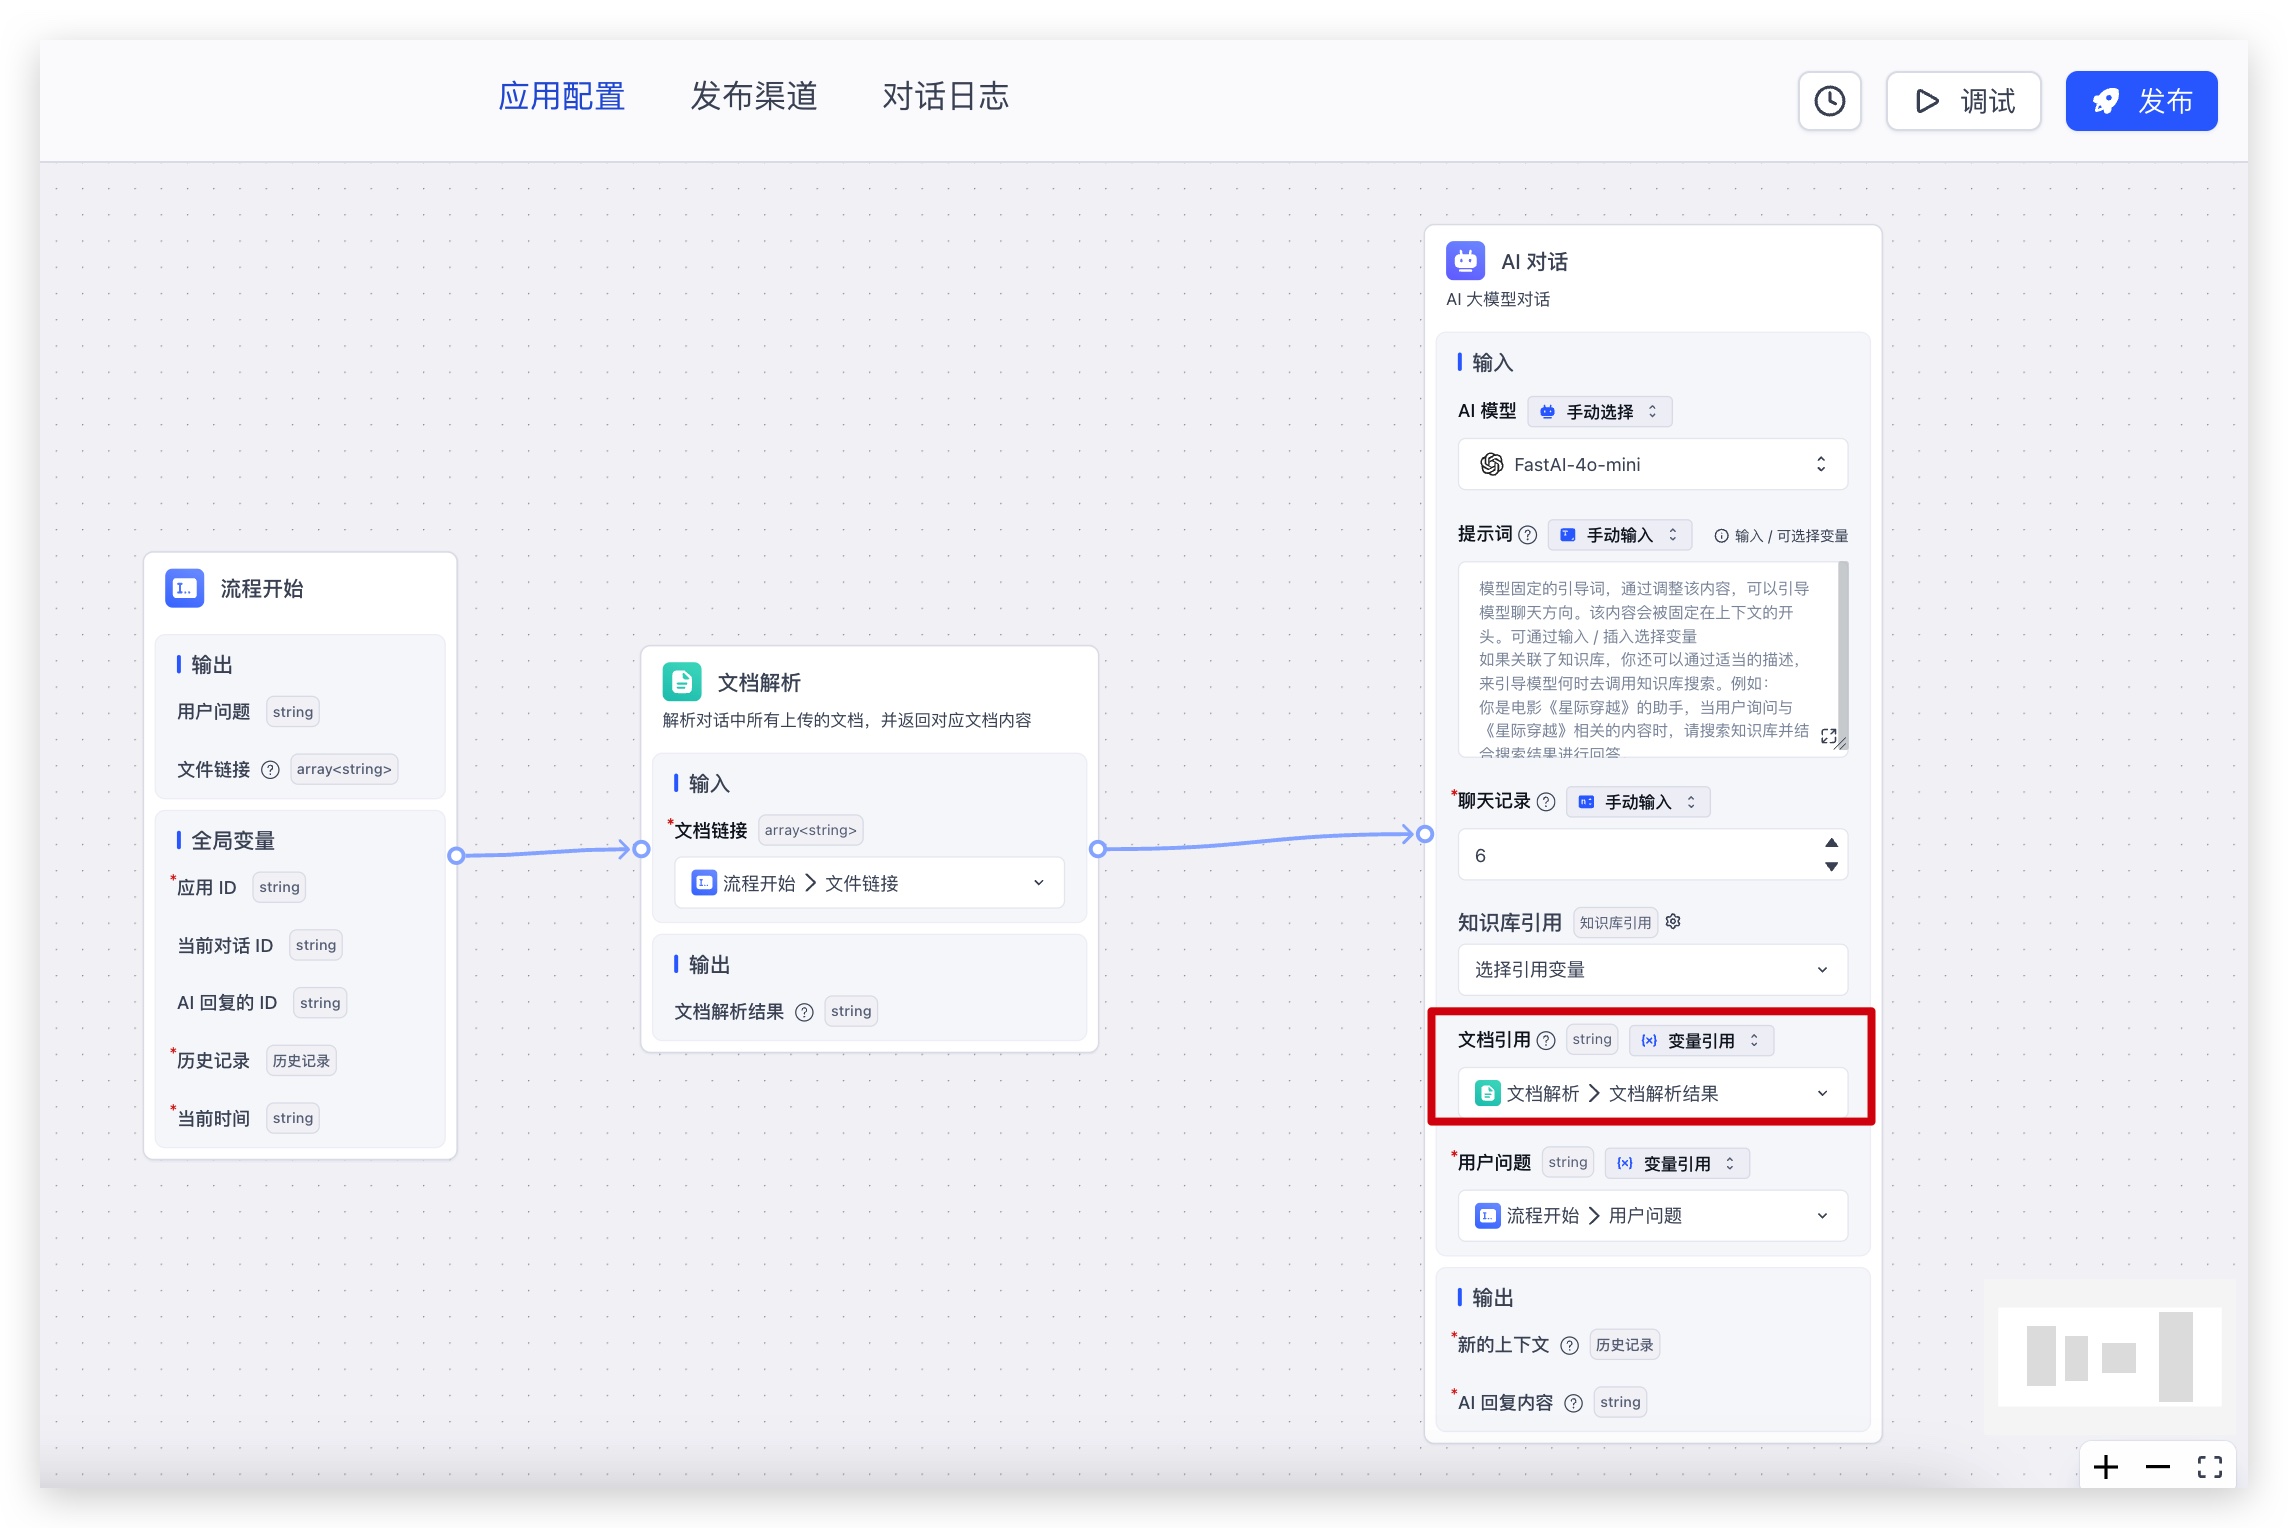 应用配置 发布渠道 对话日志 调试 发布
流程开始
输出
用户问题 string
文件链接 array<string>
全局变量
*应用 ID string
当前对话 ID string
AI 回复的 ID string
*历史记录 历史记录
*当前时间 string
文档解析
解析对话中所有上传的文档，并返回对应文档内容
输入
*文档链接 array<string>
流程开始 > 文件链接
输出
文档解析结果 string
AI 对话
AI 大模型对话
输入
AI 模型 手动选择
FastAI-4o-mini
提示词 手动输入 输入 / 可选择变量
模型固定的引导词，通过调整该内容，可以引导
模型聊天方向。该内容会被固定在上下文的开
头。可通过输入 / 插入选择变量
如果关联了知识库，你还可以通过适当的描述，
来引导模型何时去调用知识库搜索。例如：
你是电影《星际穿越》的助手，当用户询问与
《星际穿越》相关的内容时，请搜索知识库并结
合搜索结果进行回答
*聊天记录 手动输入
6
知识库引用 知识库引用
选择引用变量
文档引用 string 变量引用
文档解析 > 文档解析结果
*用户问题 string 变量引用
流程开始 > 用户问题
输出
*新的上下文 历史记录
*AI 回复内容 string